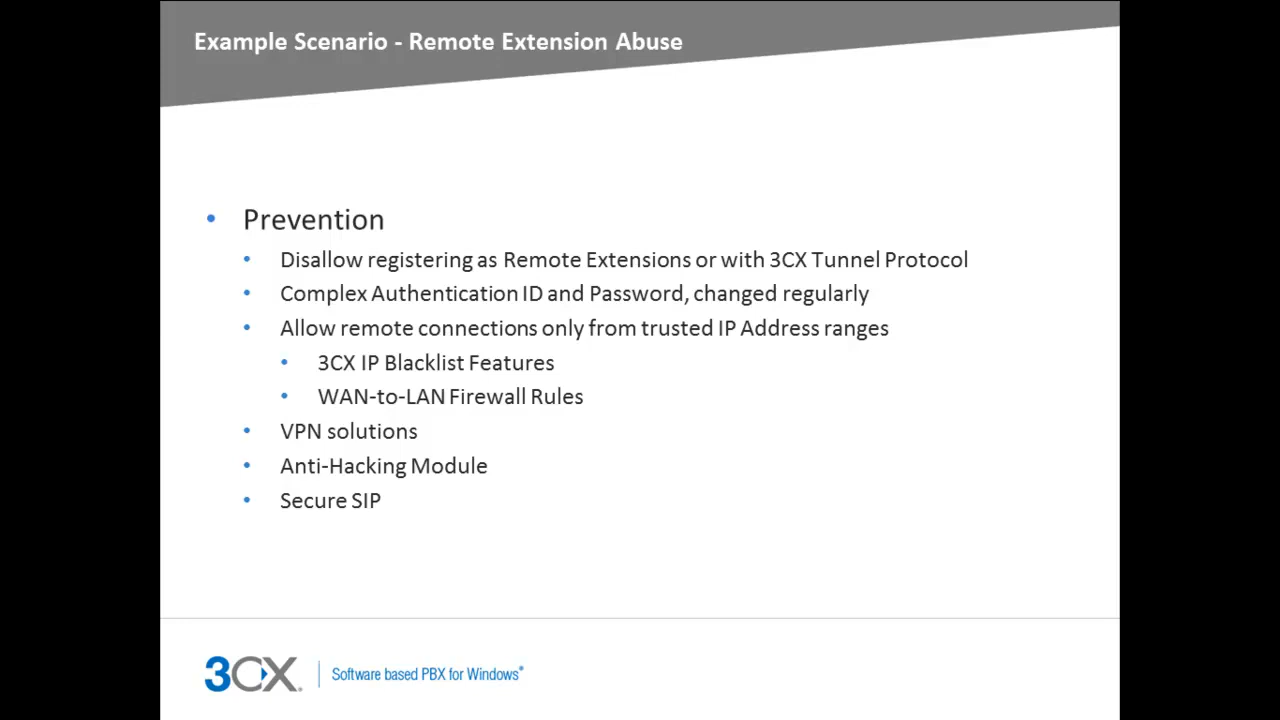 Example Scenario - Remote Extension Abuse
• Prevention
• Disallow registering as Remote Extensions or with 3CX Tunnel Protocol
• Complex Authentication ID and Password, changed regularly
• Allow remote connections only from trusted IP Address ranges
• 3CX IP Blacklist Features
• WAN-to-LAN Firewall Rules
• VPN solutions
• Anti-Hacking Module
• Secure SIP
3CX® Software based PBX for Windows®